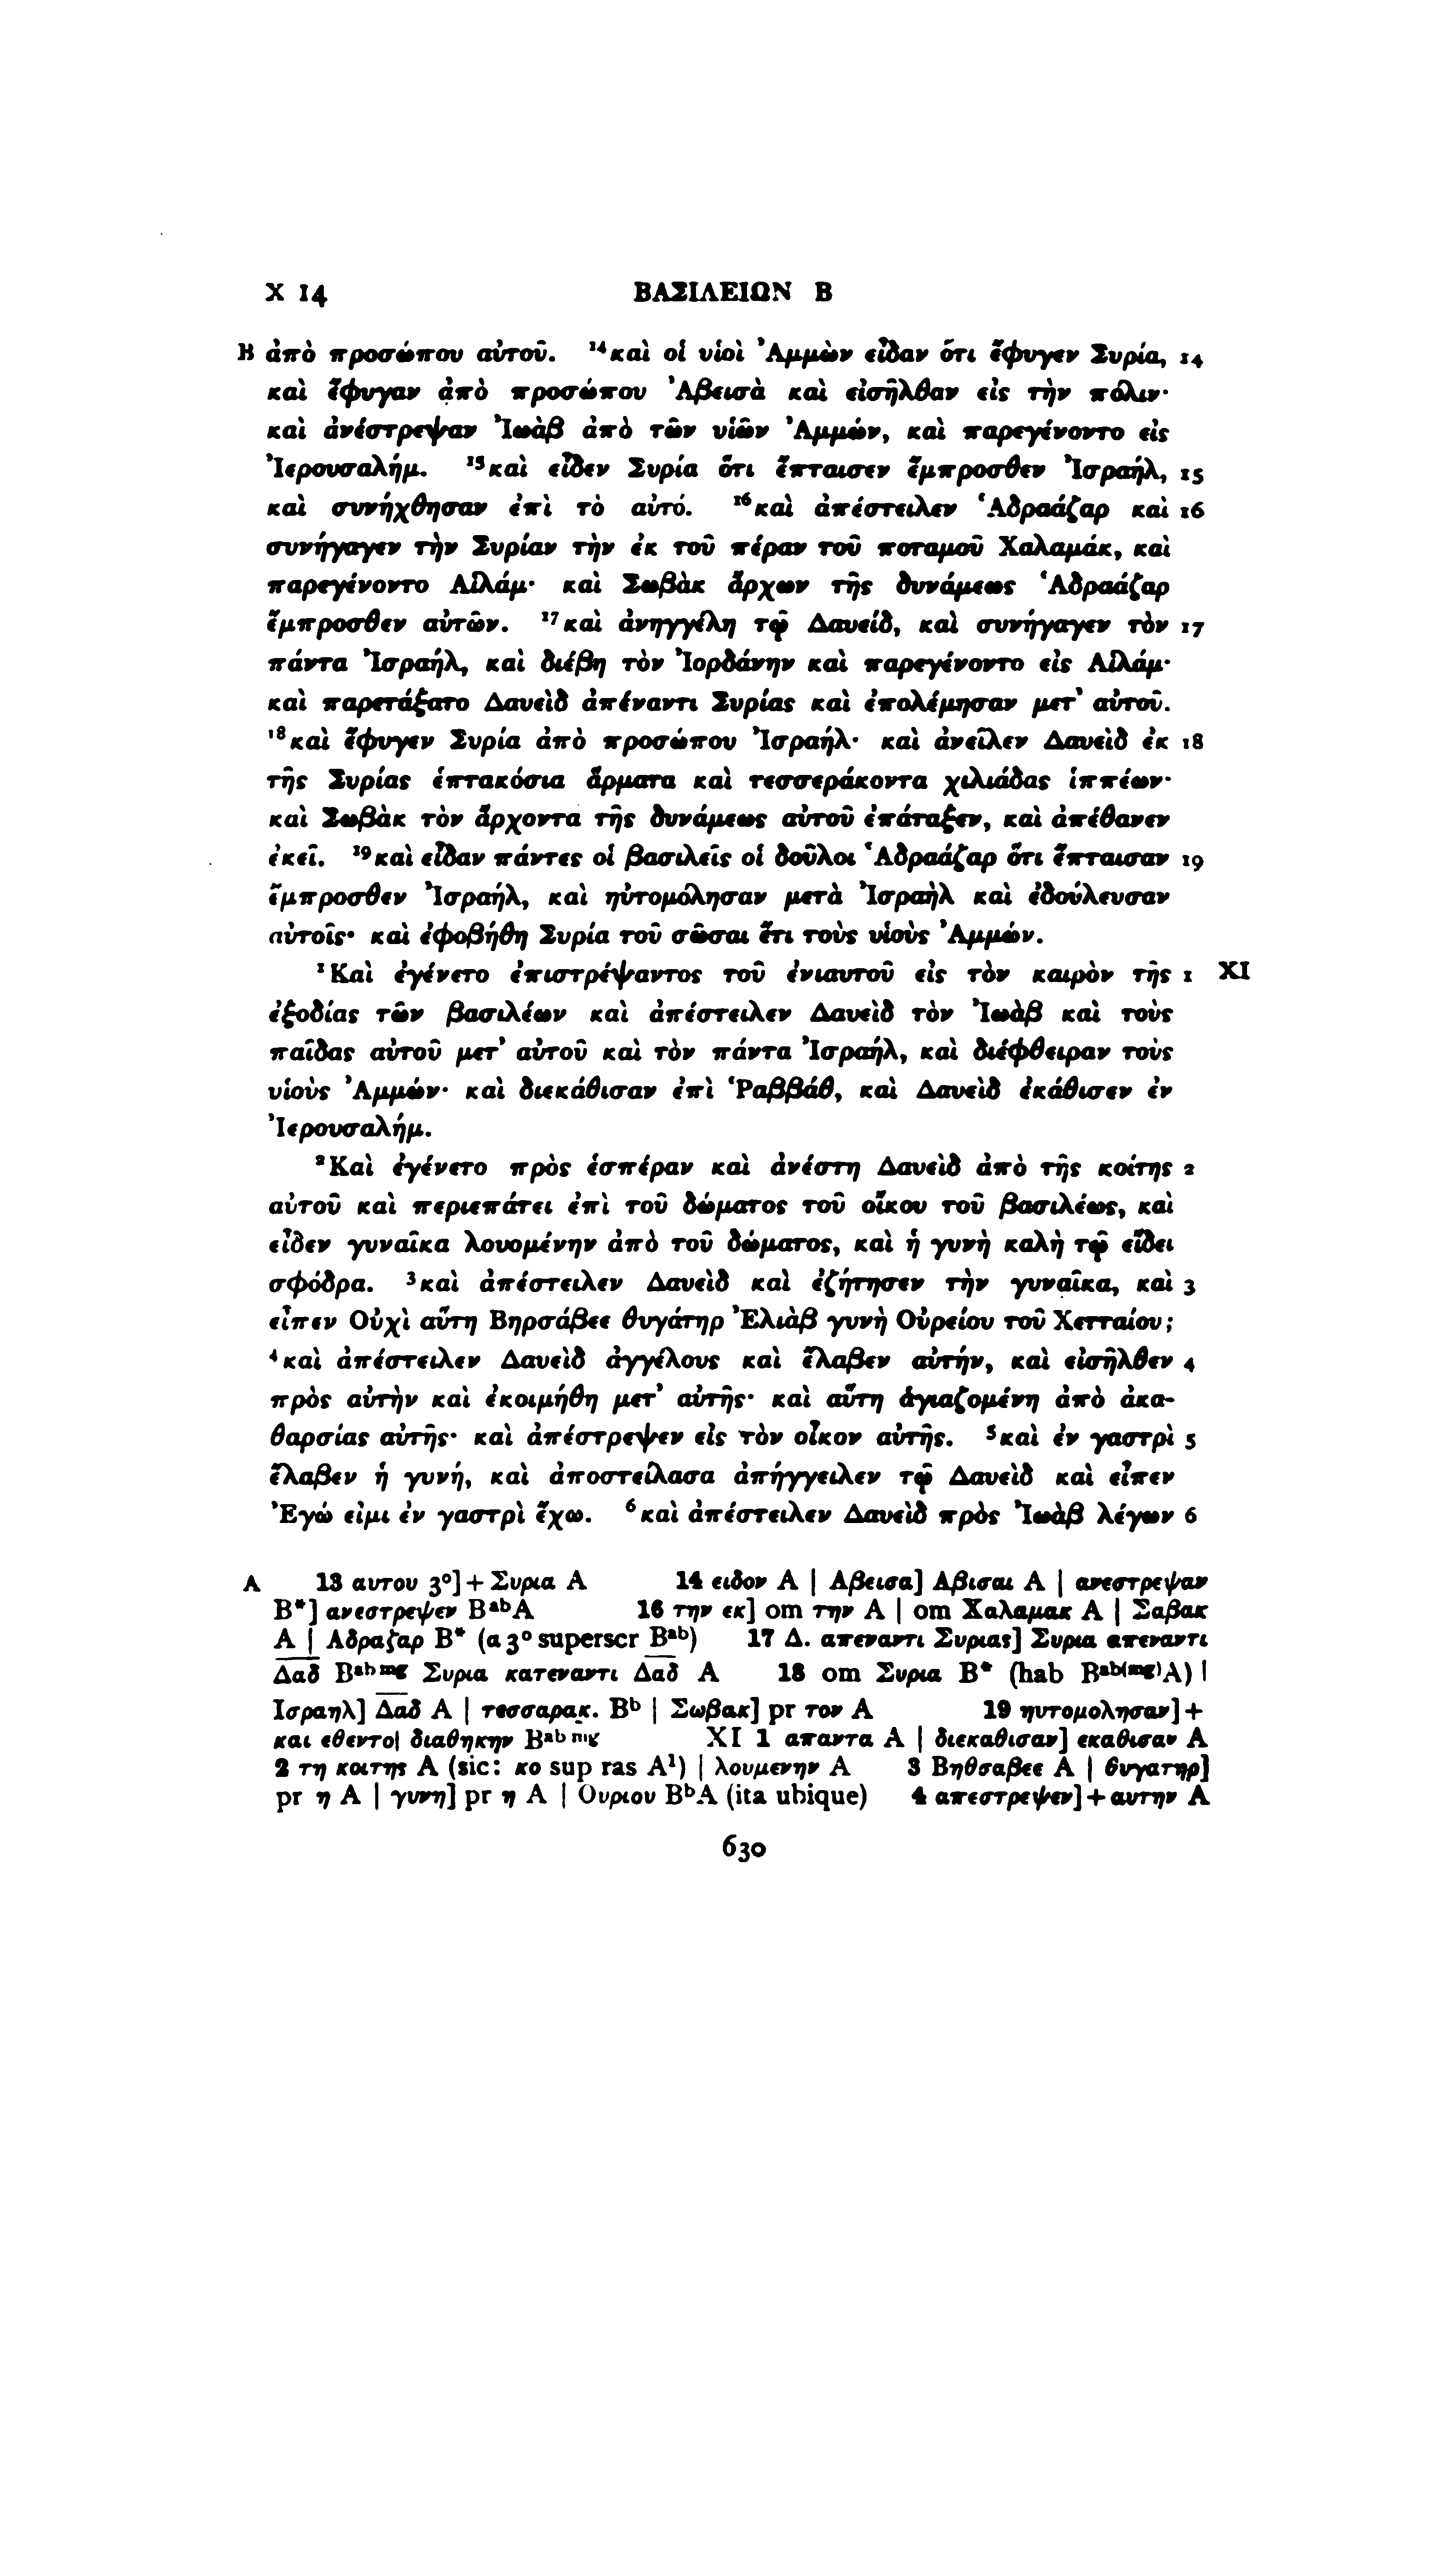 X 14 ΒΑΣΙΛΕΙΩΝ Β
B ἀπὸ προσώπου αὐτοῦ. ¹⁴καὶ οἱ υἱοὶ Ἀμμὼν εἶδαν ὅτι ἔφυγεν Συρία, 14
καὶ ἔφυγαν ἀπὸ προσώπου Ἀβεισὰ καὶ εἰσῆλθαν εἰς τὴν πόλιν·
καὶ ἀνέστρεψαν Ἰωὰβ ἀπὸ τῶν υἱῶν Ἀμμών, καὶ παρεγένοντο εἰς
Ἰερουσαλήμ. ¹⁵καὶ εἶδεν Συρία ὅτι ἔπταισεν ἔμπροσθεν Ἰσραήλ, 15
καὶ συνήχθησαν ἐπὶ τὸ αὐτό. ¹⁶καὶ ἀπέστειλεν Ἁδραάζαρ καὶ 16
συνήγαγεν τὴν Συρίαν τὴν ἐκ τοῦ πέραν τοῦ ποταμοῦ Χαλαμάκ, καὶ
παρεγένοντο Αἰλάμ· καὶ Σωβὰκ ἄρχων τῆς δυνάμεως Ἁδραάζαρ
ἔμπροσθεν αὐτῶν. ¹⁷καὶ ἀνηγγέλη τῷ Δαυείδ, καὶ συνήγαγεν τὸν 17
πάντα Ἰσραήλ, καὶ διέβη τὸν Ἰορδάνην καὶ παρεγένοντο εἰς Αἰλάμ·
καὶ παρετάξατο Δαυεὶδ ἀπέναντι Συρίας καὶ ἐπολέμησαν μετ᾽ αὐτοῦ.
¹⁸καὶ ἔφυγεν Συρία ἀπὸ προσώπου Ἰσραήλ· καὶ ἀνεῖλεν Δαυεὶδ ἐκ 18
τῆς Συρίας ἑπτακόσια ἅρματα καὶ τεσσεράκοντα χιλιάδας ἱππέων·
καὶ Σωβὰκ τὸν ἄρχοντα τῆς δυνάμεως αὐτοῦ ἐπάταξεν, καὶ ἀπέθανεν
ἐκεῖ. ¹⁹καὶ εἶδαν πάντες οἱ βασιλεῖς οἱ δοῦλοι Ἁδραάζαρ ὅτι ἔπταισαν 19
ἔμπροσθεν Ἰσραήλ, καὶ ηὐτομόλησαν μετὰ Ἰσραὴλ καὶ ἐδούλευσαν
αὐτοῖς· καὶ ἐφοβήθη Συρία τοῦ σῶσαι ἔτι τοὺς υἱοὺς Ἀμμών.
¹Καὶ ἐγένετο ἐπιστρέψαντος τοῦ ἐνιαυτοῦ εἰς τὸν καιρὸν τῆς 1 XI
ἐξοδίας τῶν βασιλέων καὶ ἀπέστειλεν Δαυεὶδ τὸν Ἰωὰβ καὶ τοὺς
παῖδας αὐτοῦ μετ᾽ αὐτοῦ καὶ τὸν πάντα Ἰσραήλ, καὶ διέφθειραν τοὺς
υἱοὺς Ἀμμών· καὶ διεκάθισαν ἐπὶ Ῥαββάθ, καὶ Δαυεὶδ ἐκάθισεν ἐν
Ἰερουσαλήμ.
²Καὶ ἐγένετο πρὸς ἑσπέραν καὶ ἀνέστη Δαυεὶδ ἀπὸ τῆς κοίτης 2
αὐτοῦ καὶ περιεπάτει ἐπὶ τοῦ δώματος τοῦ οἴκου τοῦ βασιλέως, καὶ
εἶδεν γυναῖκα λουομένην ἀπὸ τοῦ δώματος, καὶ ἡ γυνὴ καλὴ τῷ εἴδει
σφόδρα. ³καὶ ἀπέστειλεν Δαυεὶδ καὶ ἐζήτησεν τὴν γυναῖκα, καὶ 3
εἶπεν Οὐχὶ αὕτη Βηρσάβεε θυγάτηρ Ἐλιὰβ γυνὴ Οὐρείου τοῦ Χετταίου;
⁴καὶ ἀπέστειλεν Δαυεὶδ ἀγγέλους καὶ ἔλαβεν αὐτήν, καὶ εἰσῆλθεν 4
πρὸς αὐτὴν καὶ ἐκοιμήθη μετ᾽ αὐτῆς· καὶ αὕτη ἁγιαζομένη ἀπὸ ἀκα-
θαρσίας αὐτῆς· καὶ ἀπέστρεψεν εἰς τὸν οἶκον αὐτῆς. ⁵καὶ ἐν γαστρὶ 5
ἔλαβεν ἡ γυνή, καὶ ἀποστείλασα ἀπήγγειλεν τῷ Δαυεὶδ καὶ εἶπεν
Ἐγώ εἰμι ἐν γαστρὶ ἔχω. ⁶καὶ ἀπέστειλεν Δαυεὶδ πρὸς Ἰωὰβ λέγων 6
A 13 αυτου 3º]+Συρια A 14 ειδον A | Αβεισα] Αβισαι A | ανεστρεψαν
B*] ανεστρεψεν BᵃᵇA 16 την εκ] om την A | om Χαλαμακ A | Σαβακ
A | Αδραζαρ B* (α 3º superscr Bᵃᵇ) 17 Δ. απεναντι Συριας] Συρια απεναντι
Δαδ Bᵃᵇᵐᵍ Συρια κατεναντι Δαδ A 18 om Συρια B* (hab Bᵃᵇ⁽ᵐᵍ⁾A) |
Ισραηλ] Δαδ A | τεσσαρακ. Bᵇ | Σωβακ] pr τον A 19 ηυτομολησαν]+
και εθεντο| διαθηκην Bᵃᵇᵐᵍ XI 1 απαντα A | διεκαθισαν] εκαθισαν A
2 τη κοιτης A (sic: κο sup ras A¹) | λουμενην A 3 Βηθσαβεε A | θυγατηρ]
pr η A | γυνη] pr η A | Ουριου BᵇA (ita ubique) 4 απεστρεψεν]+αυτην A
630